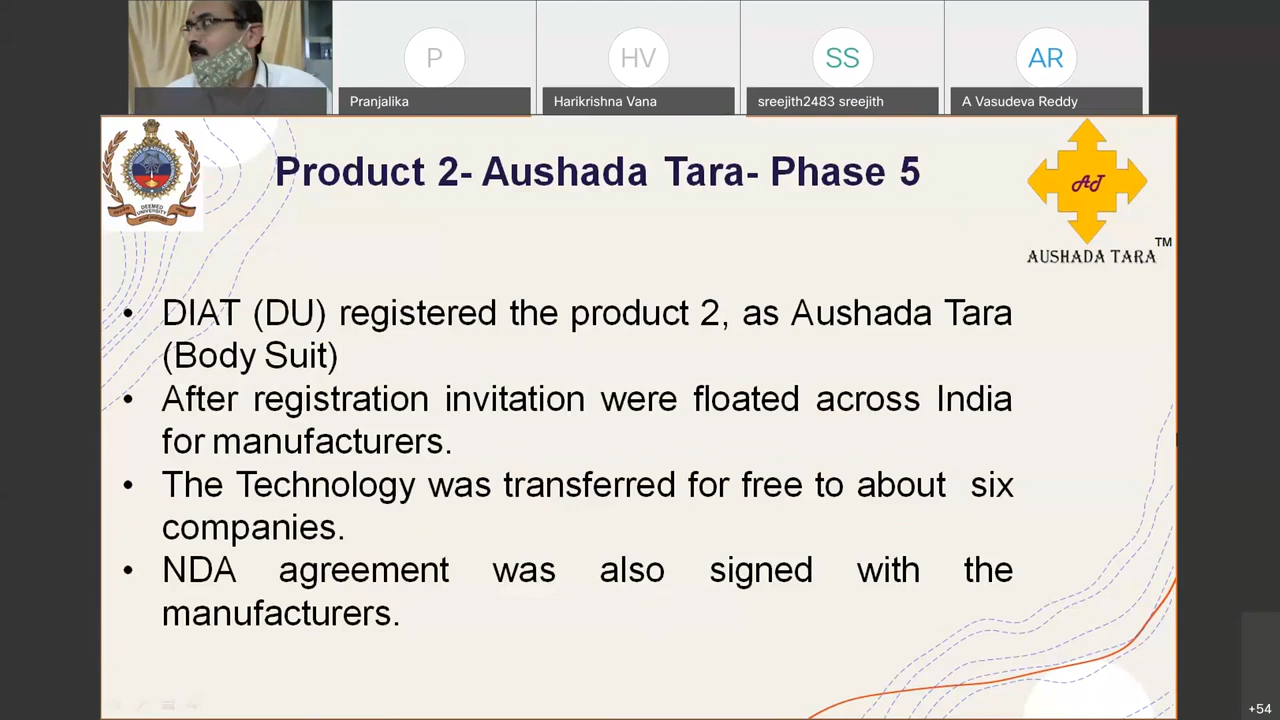 P
HV
SS
AR
Pranjalika
Harikrishna Vana
sreejith2483 sreejith
A Vasudeva Reddy
Product 2- Aushada Tara- Phase 5
DEEMED
UNIVERSITY
AT
TM
AUSHADA TARA
• DIAT (DU) registered the product 2, as Aushada Tara
(Body Suit)
• After registration invitation were floated across India
for manufacturers.
• The Technology was transferred for free to about six
companies.
• NDA agreement was also signed with the
manufacturers.
+54